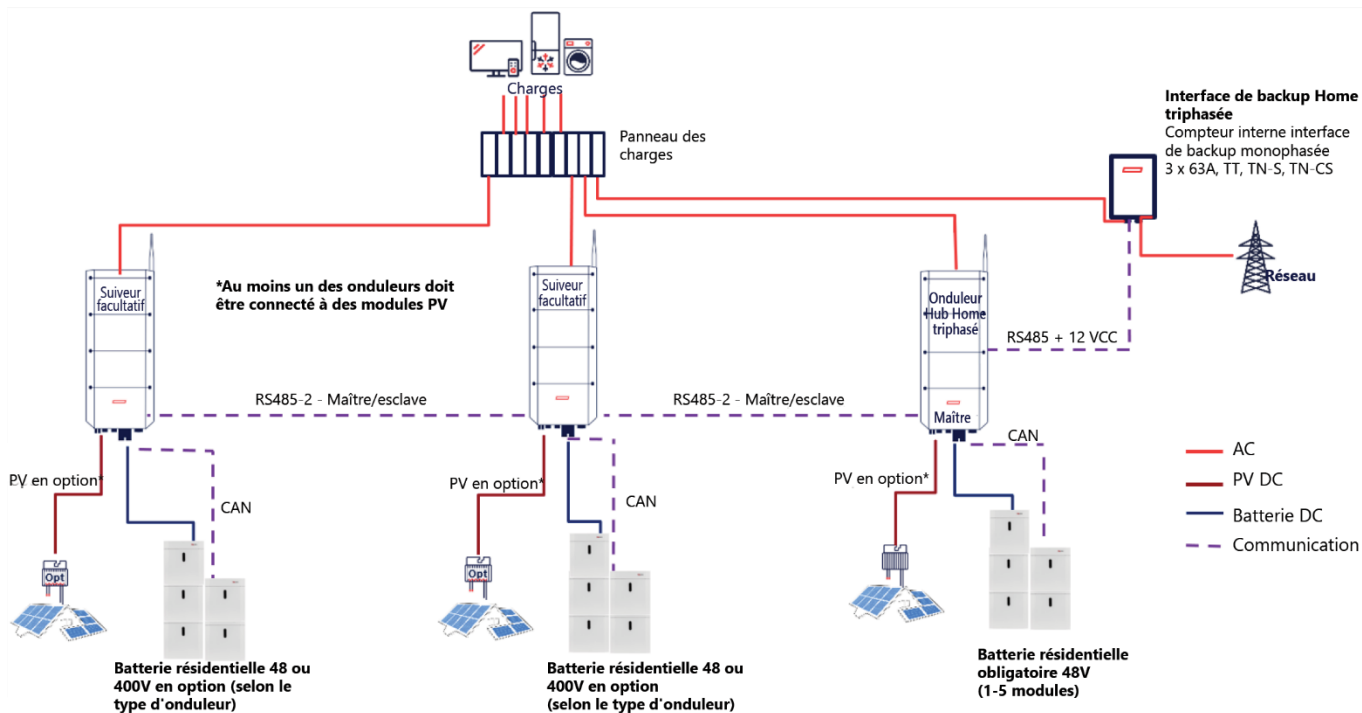 Charges
Panneau des
charges
Interface de backup Home
triphasée
Compteur interne interface
de backup monophasée
3 x 63A, TT, TN-S, TN-CS
Réseau
Suiveur
facultatif
*Au moins un des onduleurs doit
être connecté à des modules PV
Suiveur
facultatif
Onduleur
Hub Home
triphasé
Maître
RS485 + 12 VCC
RS485-2 - Maître/esclave
RS485-2 - Maître/esclave
PV en option*
CAN
PV en option*
CAN
PV en option*
CAN
AC
PV DC
Batterie DC
Communication
Opt
Opt
Batterie résidentielle 48 ou
400V en option (selon le
type d'onduleur)
Batterie résidentielle 48 ou
400V en option
(selon le type d'onduleur)
Batterie résidentielle
obligatoire 48V
(1-5 modules)